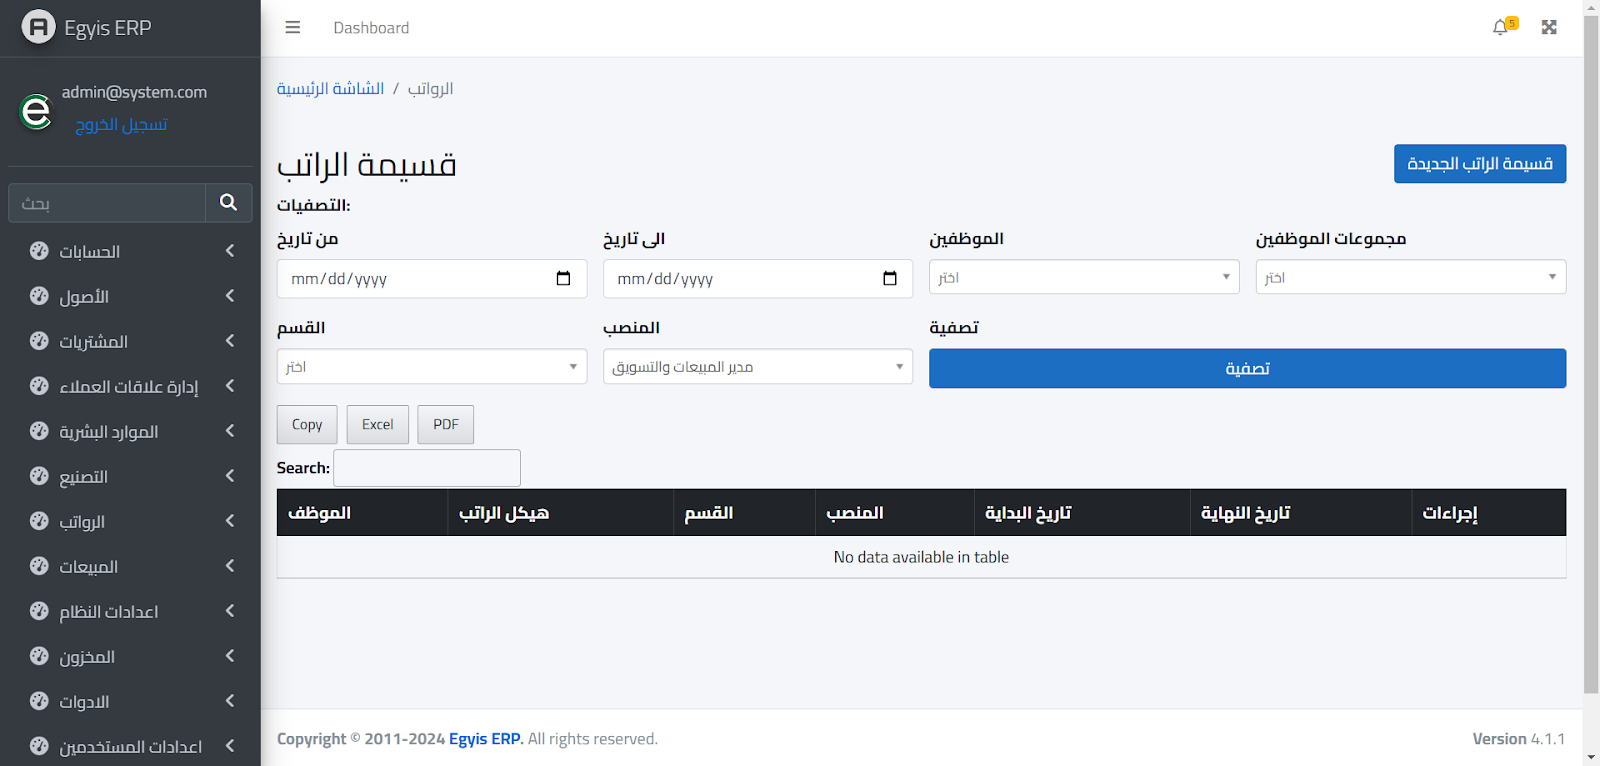 Egyis ERP
admin@system.com
تسجيل الخروج
بحث
الحسابات
الأصول
المشتريات
إدارة علاقات العملاء
الموارد البشرية
التصنيع
الرواتب
المبيعات
اعدادات النظام
المخزون
الادوات
اعدادات المستخدمين
Dashboard
5
الشاشة الرئيسية / الرواتب
قسيمة الراتب
قسيمة الراتب الجديدة
التصفيات:
من تاريخ
الى تاريخ
الموظفين
مجموعات الموظفين
mm/dd/yyyy
mm/dd/yyyy
اختر
اختر
القسم
المنصب
تصفية
اختر
مدير المبيعات والتسويق
تصفية
Copy
Excel
PDF
Search:
الموظف
هيكل الراتب
القسم
المنصب
تاريخ البداية
تاريخ النهاية
إجراءات
No data available in table
Copyright © 2011-2024 Egyis ERP. All rights reserved.
Version 4.1.1